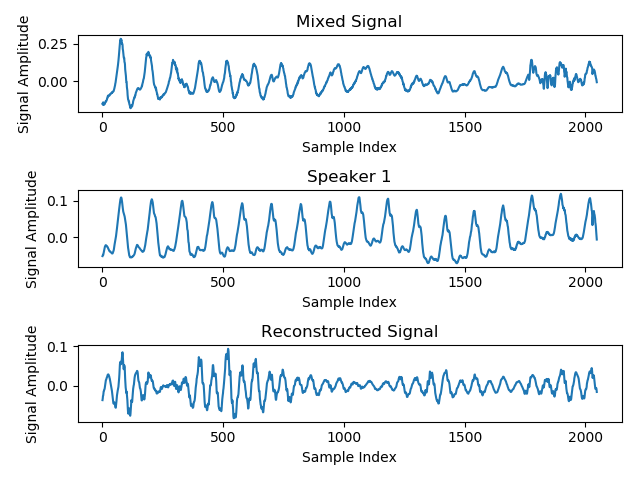 Mixed Signal
Signal Amplitude
0.25
0.00
0 500 1000 1500 2000
Sample Index
Speaker 1
Signal Amplitude
0.1
0.0
0 500 1000 1500 2000
Sample Index
Reconstructed Signal
Signal Amplitude
0.1
0.0
0 500 1000 1500 2000
Sample Index